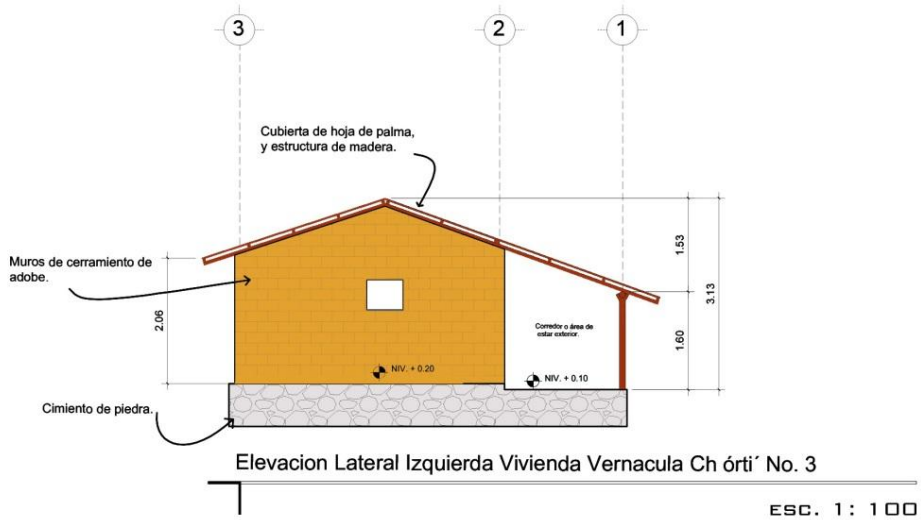 3
2
1
Cubierta de hoja de palma,
y estructura de madera.
Muros de cerramiento de
adobe.
2.06
1.53
3.13
1.60
Corredor o área de
estar exterior.
NIV. + 0.20
NIV. + 0.10
Cimiento de piedra.
Elevacion Lateral Izquierda Vivienda Vernacula Ch órti´ No. 3
ESC. 1: 100